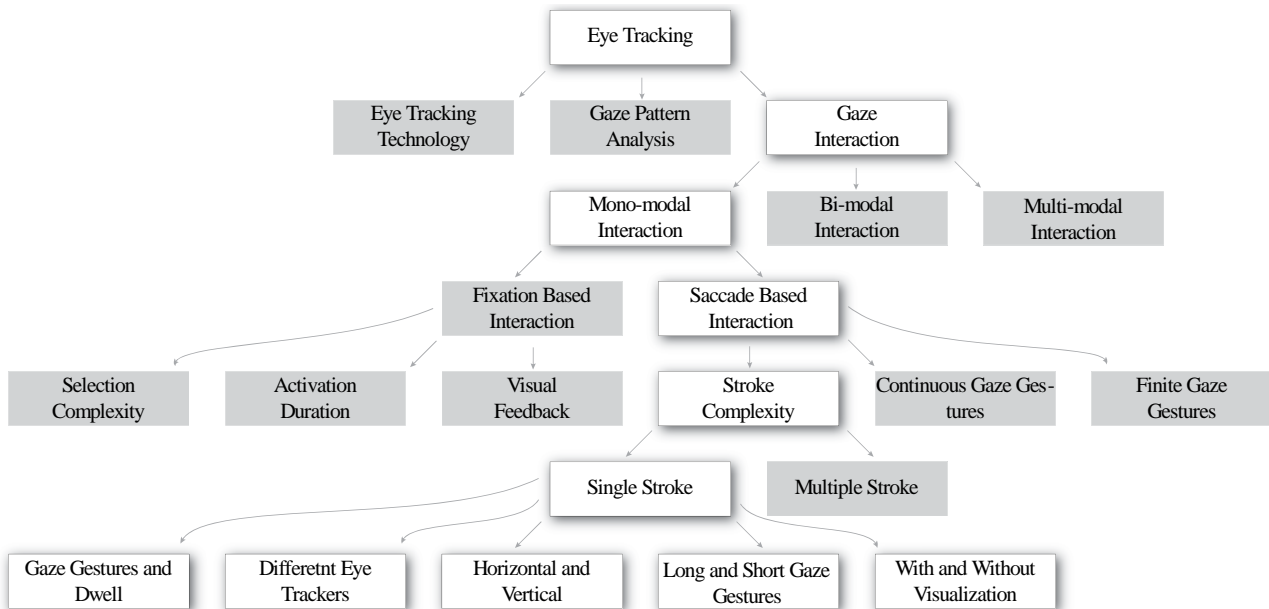 Eye Tracking
Eye Tracking
Technology
Gaze Pattern
Analysis
Gaze
Interaction
Mono-modal
Interaction
Bi-modal
Interaction
Multi-modal
Interaction
Fixation Based
Interaction
Saccade Based
Interaction
Selection
Complexity
Activation
Duration
Visual
Feedback
Stroke
Complexity
Continuous Gaze Ges-
tures
Finite Gaze
Gestures
Single Stroke
Multiple Stroke
Gaze Gestures and
Dwell
Differetnt Eye
Trackers
Horizontal and
Vertical
Long and Short Gaze
Gestures
With and Without
Visualization